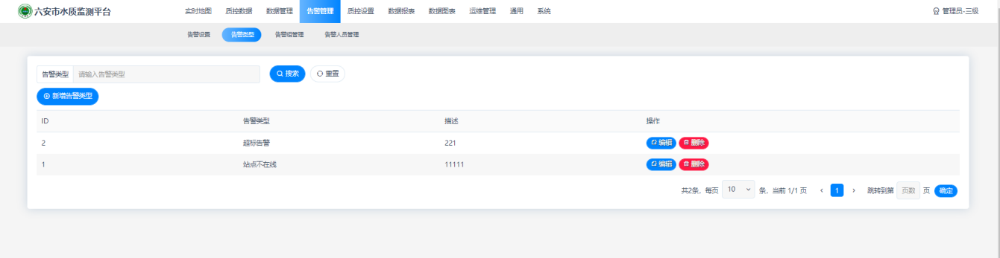 六安市水质监测平台 实时地图 质控数据 数据管理 告警管理 质控设置 数据报表 数据图表 运维管理 通用 系统 管理员-三级
告警设置 告警类型 告警组管理 告警人员管理
告警类型 请输入告警类型 搜索 重置
新增告警类型
ID 告警类型 描述 操作
2 超标告警 221 编辑 删除
1 站点不在线 11111 编辑 删除
共2条, 每页 10 条, 当前 1/1 页 1 跳转到第 页数 页 确定